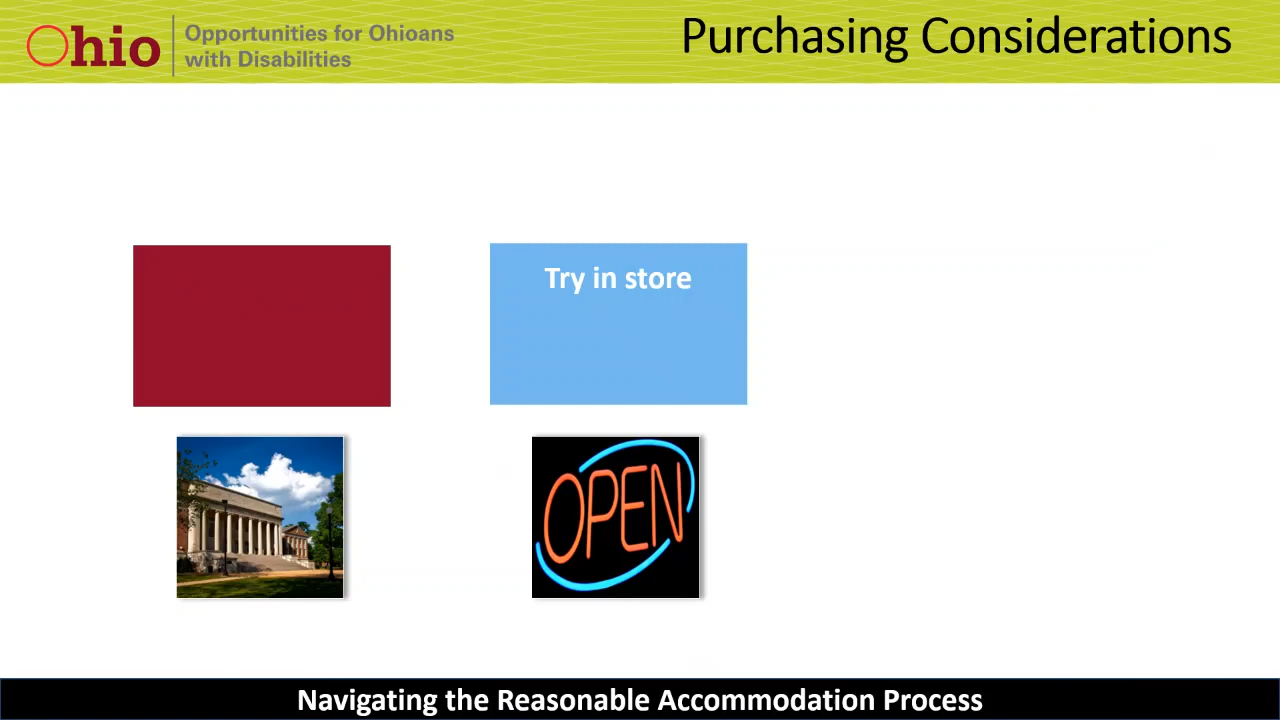 Ohio
Opportunities for Ohioans
with Disabilities
Purchasing Considerations
Try in store
OPEN
Navigating the Reasonable Accommodation Process